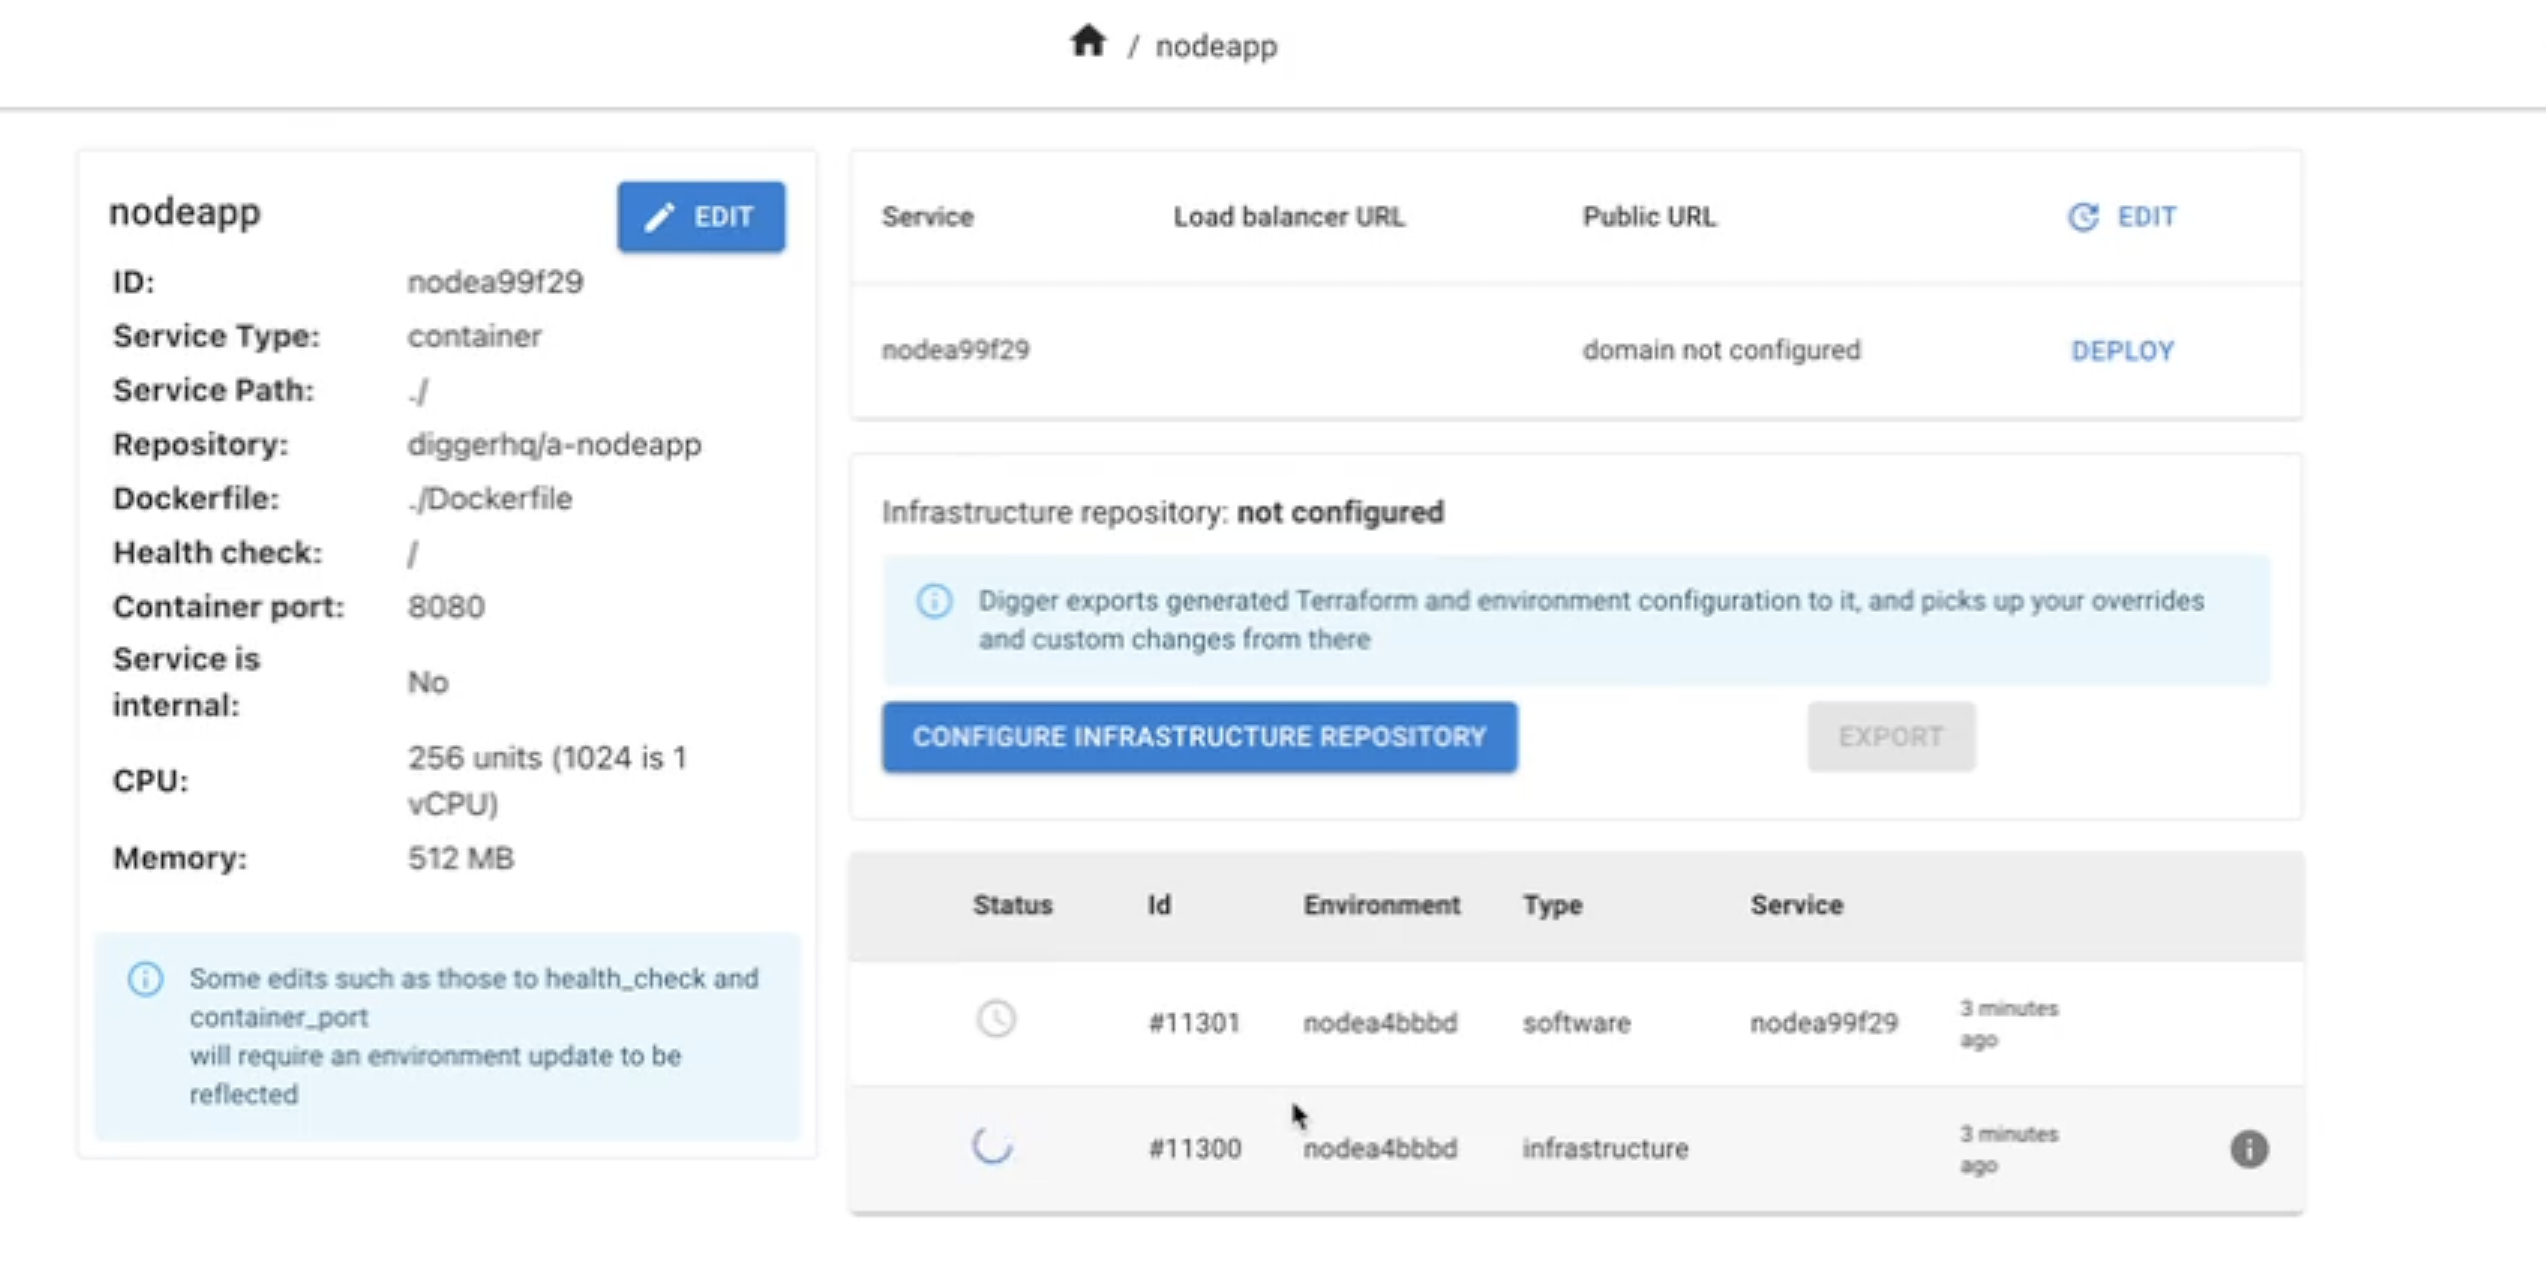 / nodeapp
nodeapp
EDIT
ID: nodea99f29
Service Type: container
Service Path: ./
Repository: diggerhq/a-nodeapp
Dockerfile: ./Dockerfile
Health check: /
Container port: 8080
Service is
internal:
No
CPU:
256 units (1024 is 1
vCPU)
Memory: 512 MB
Some edits such as those to health_check and
container_port
will require an environment update to be
reflected
Service Load balancer URL Public URL EDIT
nodea99f29 domain not configured DEPLOY
Infrastructure repository: not configured
Digger exports generated Terraform and environment configuration to it, and picks up your overrides
and custom changes from there
CONFIGURE INFRASTRUCTURE REPOSITORY EXPORT
Status Id Environment Type Service
#11301 nodea4bbbd software nodea99f29 3 minutes
ago
#11300 nodea4bbbd infrastructure 3 minutes
ago